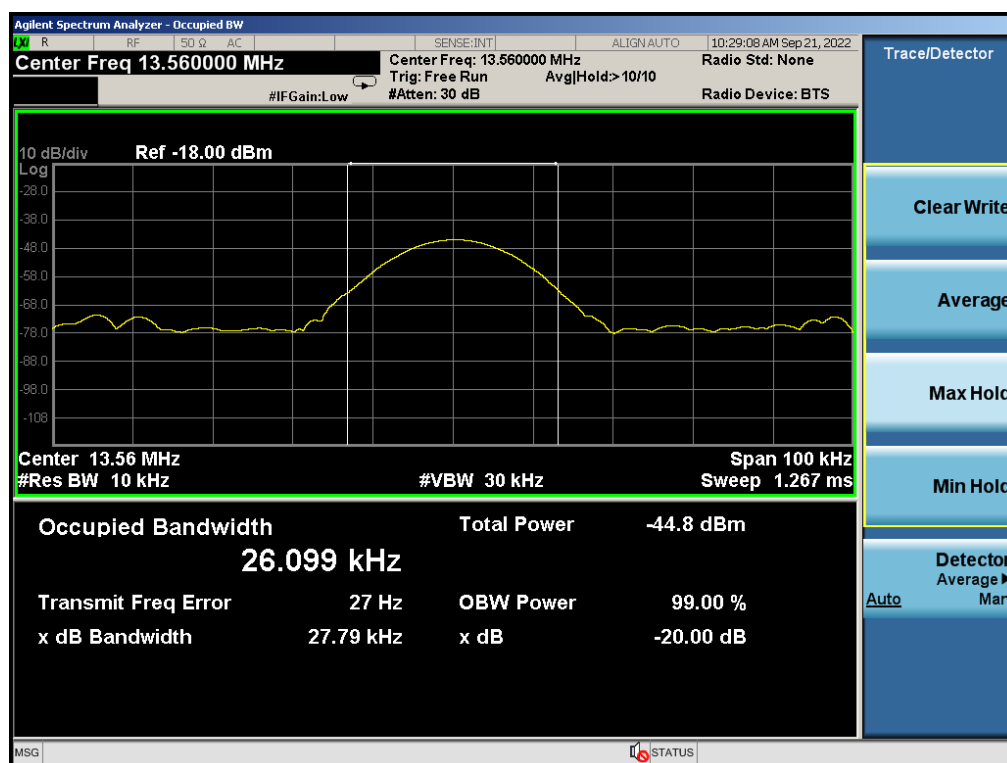 Agilent Spectrum Analyzer - Occupied BW
LXI R RF 50 Ω AC SENSE:INT ALIGNAUTO 10:29:08 AM Sep 21, 2022
Center Freq 13.560000 MHz
Center Freq: 13.560000 MHz Radio Std: None
Trig: Free Run Avg|Hold:>10/10
#IFGain:Low #Atten: 30 dB Radio Device: BTS
10 dB/div Ref -18.00 dBm
Log
-28.0
-38.0
-48.0
-58.0
-68.0
-78.0
-88.0
-98.0
-108
Center 13.56 MHz Span 100 kHz
#Res BW 10 kHz #VBW 30 kHz Sweep 1.267 ms
Occupied Bandwidth Total Power -44.8 dBm
26.099 kHz
Transmit Freq Error 27 Hz OBW Power 99.00 %
x dB Bandwidth 27.79 kHz x dB -20.00 dB
MSG STATUS
Trace/Detector
Clear Write
Average
Max Hold
Min Hold
Detector
Average
Auto Man